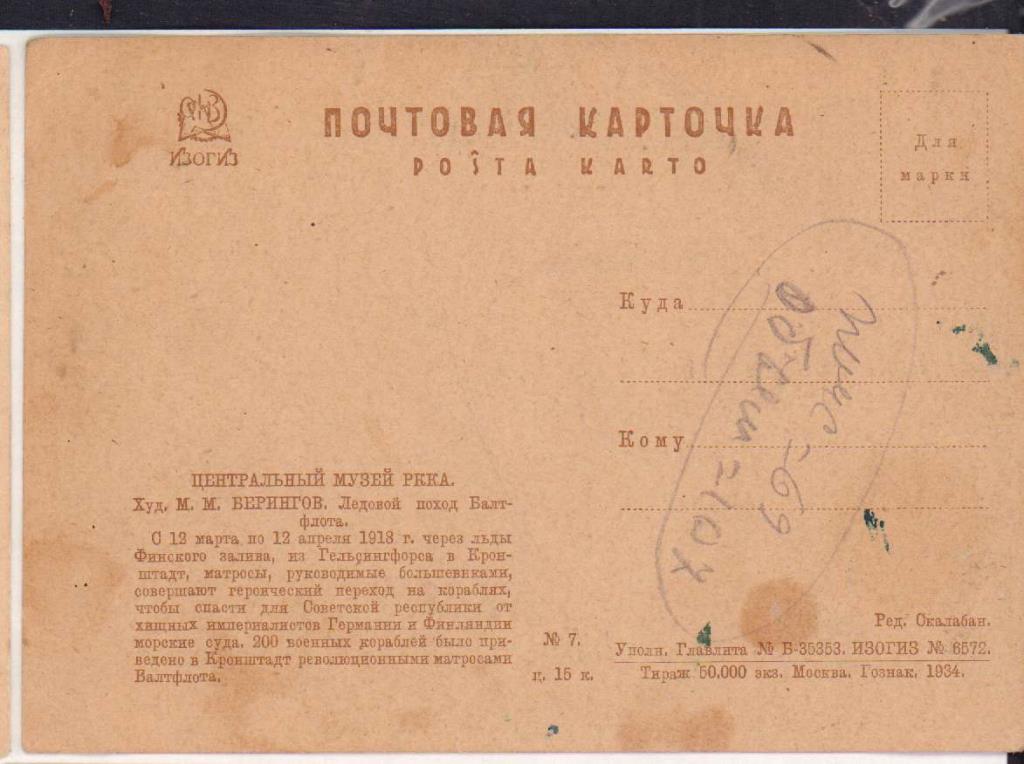 ИЗОГИЗ
ПОЧТОВАЯ КАРТОЧКА
POŜTA KARTO
Для
марки
Куда
Кому
ЦЕНТРАЛЬНЫЙ МУЗЕЙ РККА.
Худ. М. М. БЕРИНГОВ. Ледовой поход Балт-
флота.
С 12 марта по 12 апреля 1918 г. через льды
Финского залива, из Гельсингфорса в Крон-
штадт, матросы, руководимые большевиками,
совершают героический переход на кораблях,
чтобы спасти для Советской республики от
хищных империалистов Германии и Финляндии
морские суда. 200 военных кораблей было при-
ведено в Кронштадт революционными матросами
Балтфлота.
№ 7.
ц. 15 к.
Ред. Скалабан.
Уполн. Главлита № Б-35353. ИЗОГИЗ № 6572.
Тираж 50.000 экз. Москва. Гознак. 1934.
-69
=107